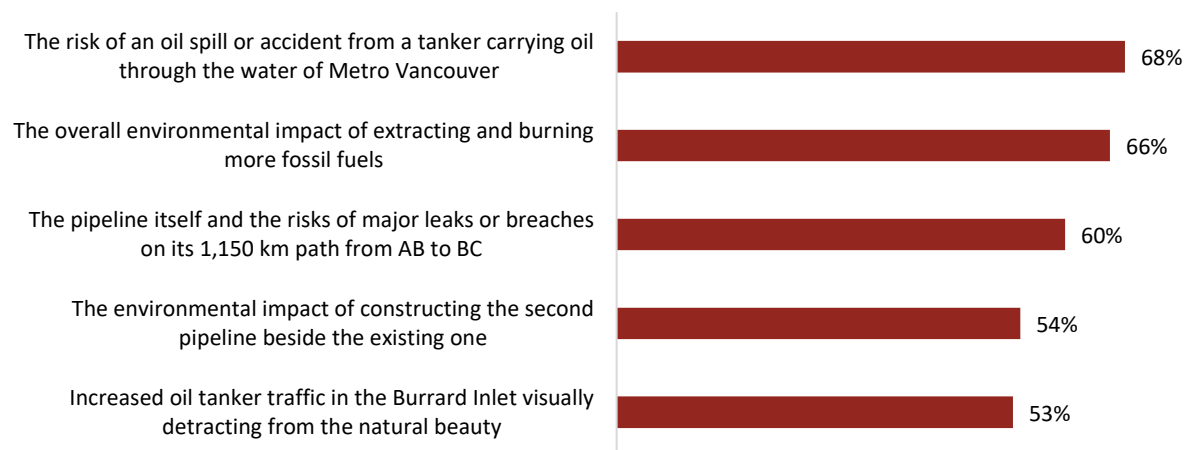 The risk of an oil spill or accident from a tanker carrying oil
through the water of Metro Vancouver
68%
The overall environmental impact of extracting and burning
more fossil fuels
66%
The pipeline itself and the risks of major leaks or breaches
on its 1,150 km path from AB to BC
60%
The environmental impact of constructing the second
pipeline beside the existing one
54%
Increased oil tanker traffic in the Burrard Inlet visually
detracting from the natural beauty
53%